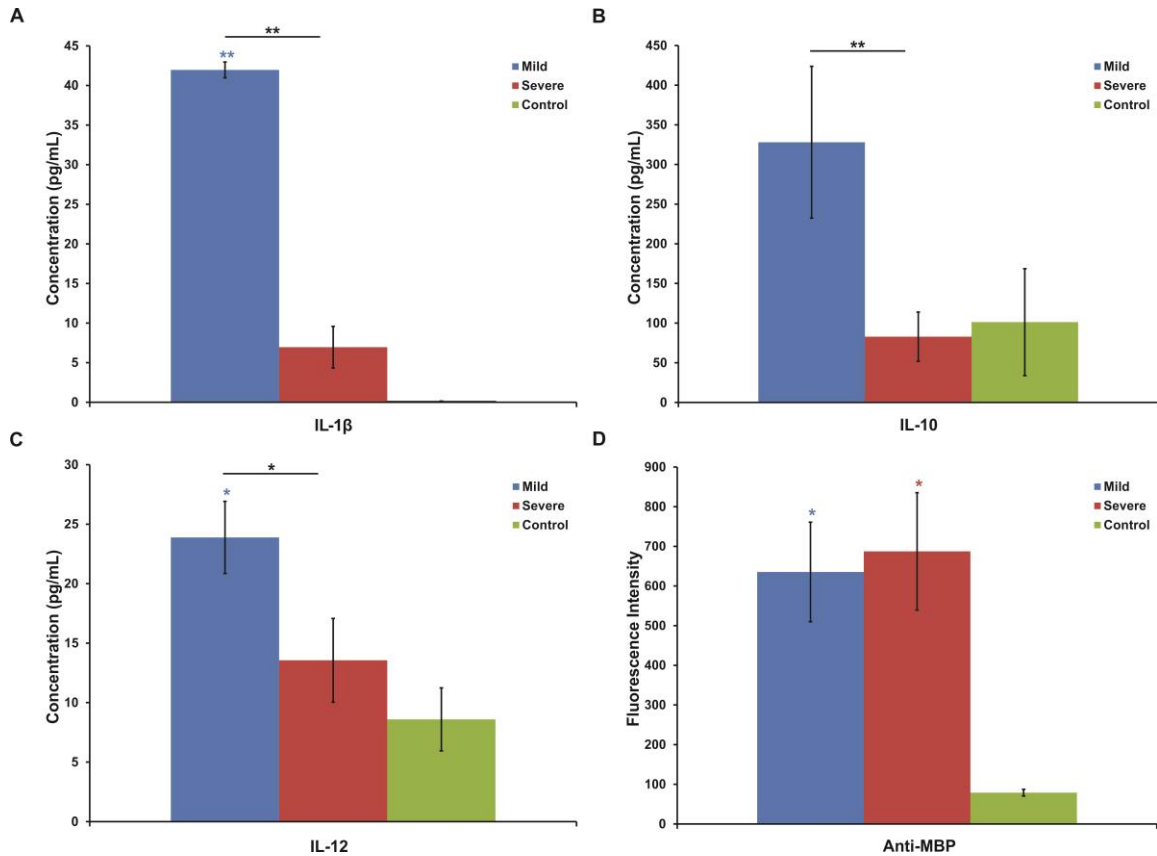 A
**
**
45
40
35
30
25
20
15
10
5
0
Concentration (pg/mL)
Mild
Severe
Control
IL-1β
B
**
450
400
350
300
250
200
150
100
50
0
Concentration (pg/mL)
Mild
Severe
Control
IL-10
C
*
*
30
25
20
15
10
5
0
Concentration (pg/mL)
Mild
Severe
Control
IL-12
D
*
*
900
800
700
600
500
400
300
200
100
0
Fluorescence Intensity
Mild
Severe
Control
Anti-MBP